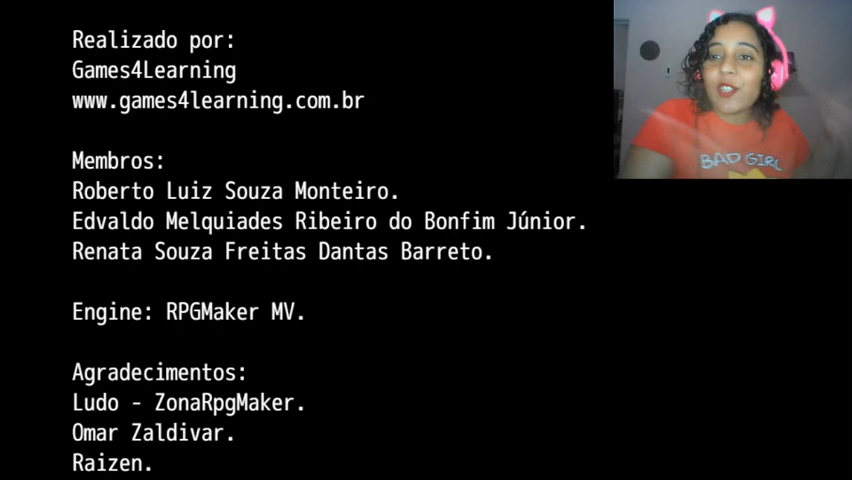 Realizado por:
Games4Learning
www.games4learning.com.br
Membros:
Roberto Luiz Souza Monteiro.
Edvaldo Melquiades Ribeiro do Bonfim Júnior.
Renata Souza Freitas Dantas Barreto.
Engine: RPGMaker MV.
Agradecimentos:
Ludo - ZonaRpgMaker.
Omar Zaldivar.
Raizen.
BAD GIRL